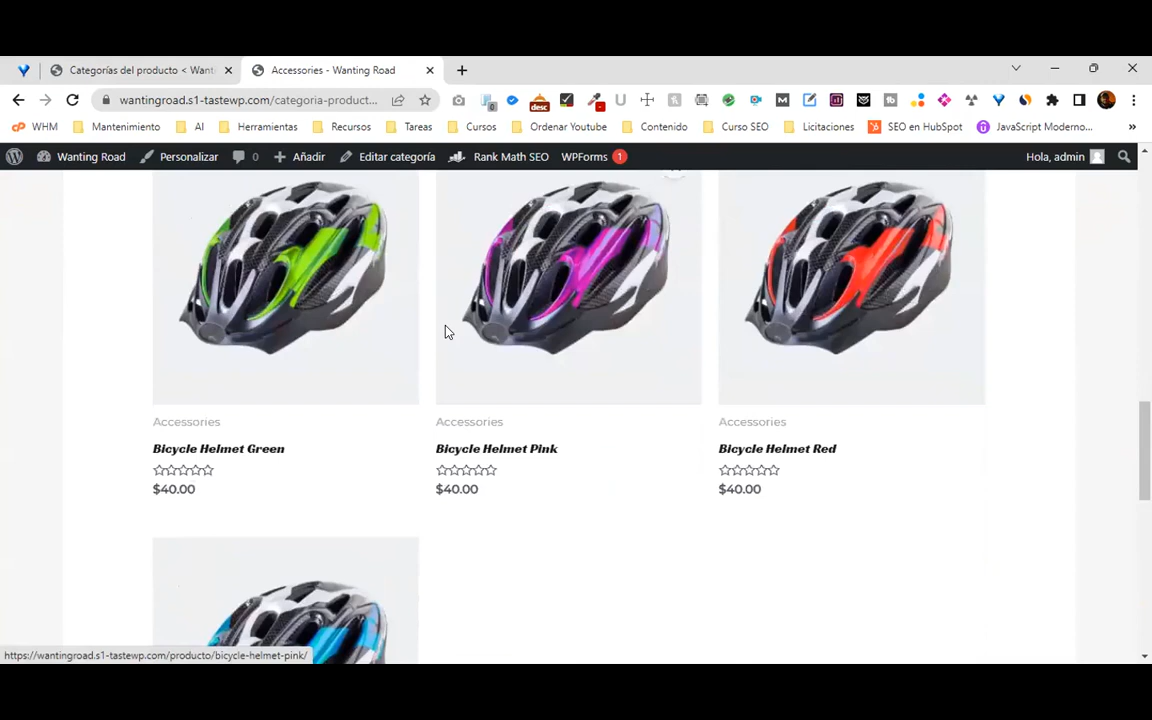 Categorías del producto < Want
Accessories - Wanting Road
wantingroad.s1-tastewp.com/categoria-product...
0
desc
M
WHM
Mantenimiento
AI
Herramientas
Recursos
Tareas
Cursos
Ordenar Youtube
Contenido
Curso SEO
Licitaciones
SEO en HubSpot
JavaScript Moderno...
»
Wanting Road
Personalizar
0
Añadir
Editar categoría
Rank Math SEO
WPForms
1
Hola, admin
Accessories
Accessories
Accessories
Bicycle Helmet Green
Bicycle Helmet Pink
Bicycle Helmet Red
$40.00
$40.00
$40.00
https://wantingroad.s1-tastewp.com/producto/bicycle-helmet-pink/